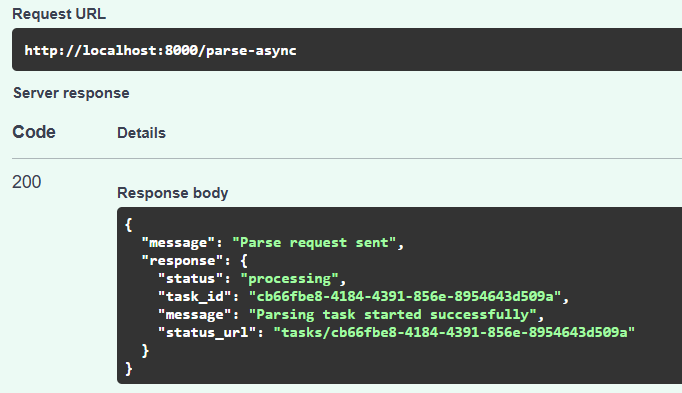 Request URL
http://localhost:8000/parse-async
Server response
Code Details
200
Response body
{
  "message": "Parse request sent",
  "response": {
    "status": "processing",
    "task_id": "cb66fbe8-4184-4391-856e-8954643d509a",
    "message": "Parsing task started successfully",
    "status_url": "tasks/cb66fbe8-4184-4391-856e-8954643d509a"
  }
}